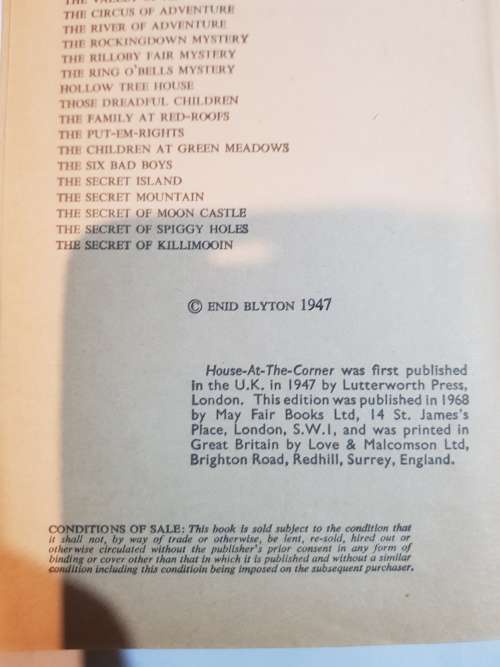 THE CIRCUS OF ADVENTURE
THE RIVER OF ADVENTURE
THE ROCKINGDOWN MYSTERY
THE RILLOBY FAIR MYSTERY
THE RING O'BELLS MYSTERY
HOLLOW TREE HOUSE
THOSE DREADFUL CHILDREN
THE FAMILY AT RED-ROOFS
THE PUT-EM-RIGHTS
THE CHILDREN AT GREEN MEADOWS
THE SIX BAD BOYS
THE SECRET ISLAND
THE SECRET MOUNTAIN
THE SECRET OF MOON CASTLE
THE SECRET OF SPIGGY HOLES
THE SECRET OF KILLIMOOIN
© ENID BLYTON 1947
House-At-The-Corner was first published
in the U.K. in 1947 by Lutterworth Press,
London. This edition was published in 1968
by May Fair Books Ltd, 14 St. James's
Place, London, S.W.1, and was printed in
Great Britain by Love & Malcomson Ltd,
Brighton Road, Redhill, Surrey, England.
CONDITIONS OF SALE: This book is sold subject to the condition that
it shall not, by way of trade or otherwise, be lent, re-sold, hired out or
otherwise circulated without the publisher's prior consent in any form of
binding or cover other than that in which it is published and without a similar
condition including this conditioin being imposed on the subsequent purchaser.